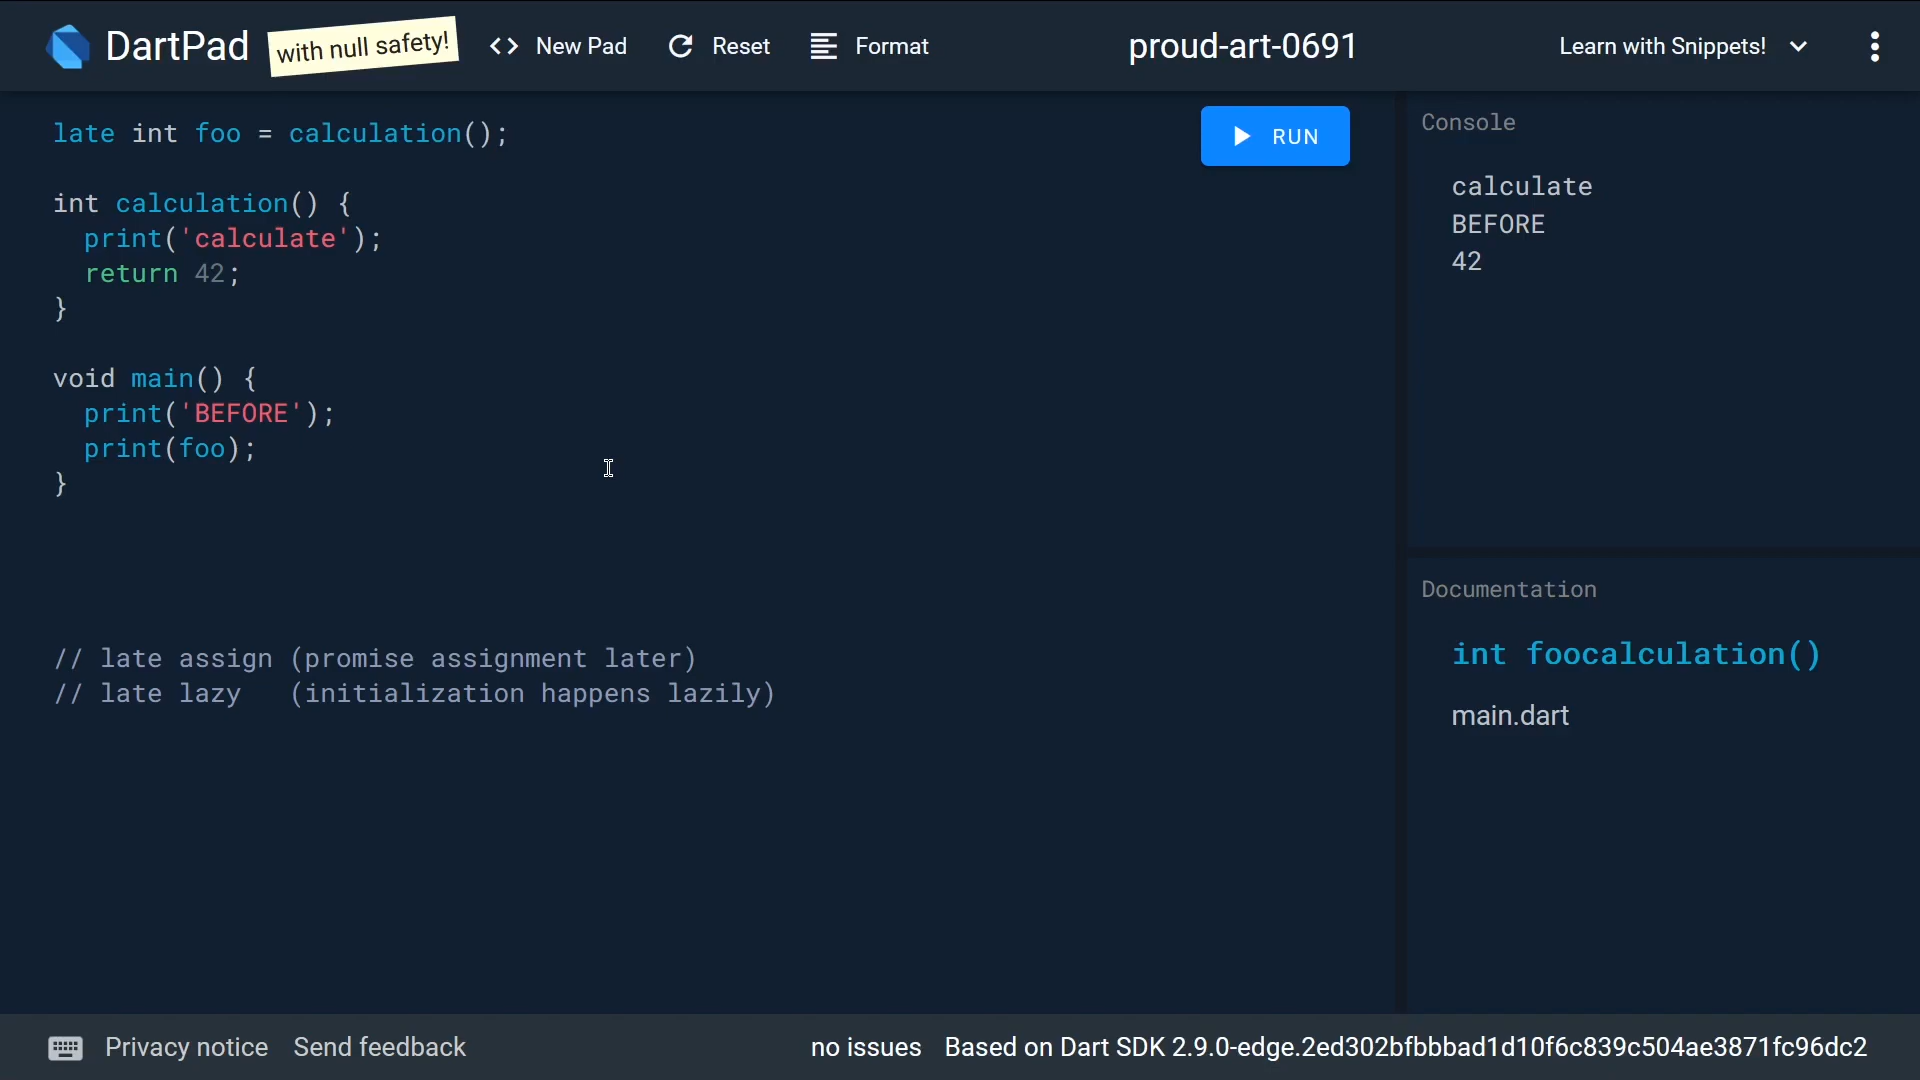 DartPad with null safety! <> New Pad Reset Format proud-art-0691 Learn with Snippets!
late int foo = calculation();
RUN
int calculation() {
  print('calculate');
  return 42;
}
void main() {
  print('BEFORE');
  print(foo);
}
// late assign (promise assignment later)
// late lazy   (initialization happens lazily)
Console
calculate
BEFORE
42
Documentation
int foocalculation()
main.dart
Privacy notice Send feedback no issues Based on Dart SDK 2.9.0-edge.2ed302bfbbbad1d10f6c839c504ae3871fc96dc2